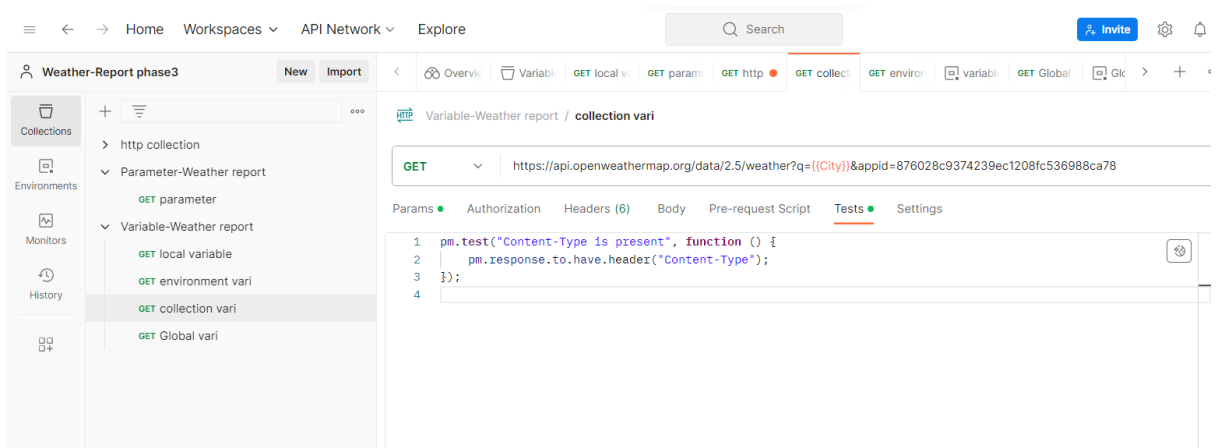 Home Workspaces API Network Explore Search Invite
Weather-Report phase3 New Import
Overvie Variabl GET local v GET param GET http GET collect GET environ variabl GET Global Glo
Collections
Environments
Monitors
History
http collection
Parameter-Weather report
GET parameter
Variable-Weather report
GET local variable
GET environment vari
GET collection vari
GET Global vari
HTTP Variable-Weather report / collection vari
GET https://api.openweathermap.org/data/2.5/weather?q={{City}}&appid=876028c9374239ec1208fc536988ca78
Params Authorization Headers (6) Body Pre-request Script Tests Settings
1 pm.test("Content-Type is present", function () {
2 pm.response.to.have.header("Content-Type");
3 });
4